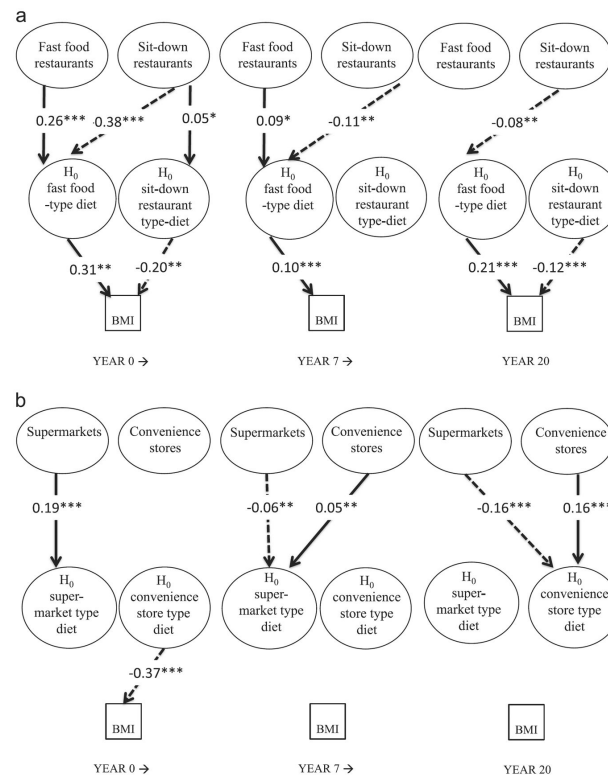 a
Fast food
restaurants
Sit-down
restaurants
Fast food
restaurants
Sit-down
restaurants
Fast food
restaurants
Sit-down
restaurants
0.26***
-0.38***
0.05*
0.09*
-0.11**
-0.08**
H₀
fast food
-type diet
H₀
sit-down
restaurant
type-diet
H₀
fast food
-type diet
H₀
sit-down
restaurant
type-diet
H₀
fast food
-type diet
H₀
sit-down
restaurant
type-diet
0.31**
-0.20**
0.10***
0.21***
-0.12***
BMI
BMI
BMI
YEAR 0 →
YEAR 7 →
YEAR 20
b
Supermarkets
Convenience
stores
Supermarkets
Convenience
stores
Supermarkets
Convenience
stores
0.19***
-0.06**
0.05**
-0.16***
0.16***
H₀
super-
market type
diet
H₀
convenience
store type
diet
H₀
super-
market type
diet
H₀
convenience
store type
diet
H₀
super-
market type
diet
H₀
convenience
store type
diet
-0.37***
BMI
BMI
BMI
YEAR 0 →
YEAR 7 →
YEAR 20